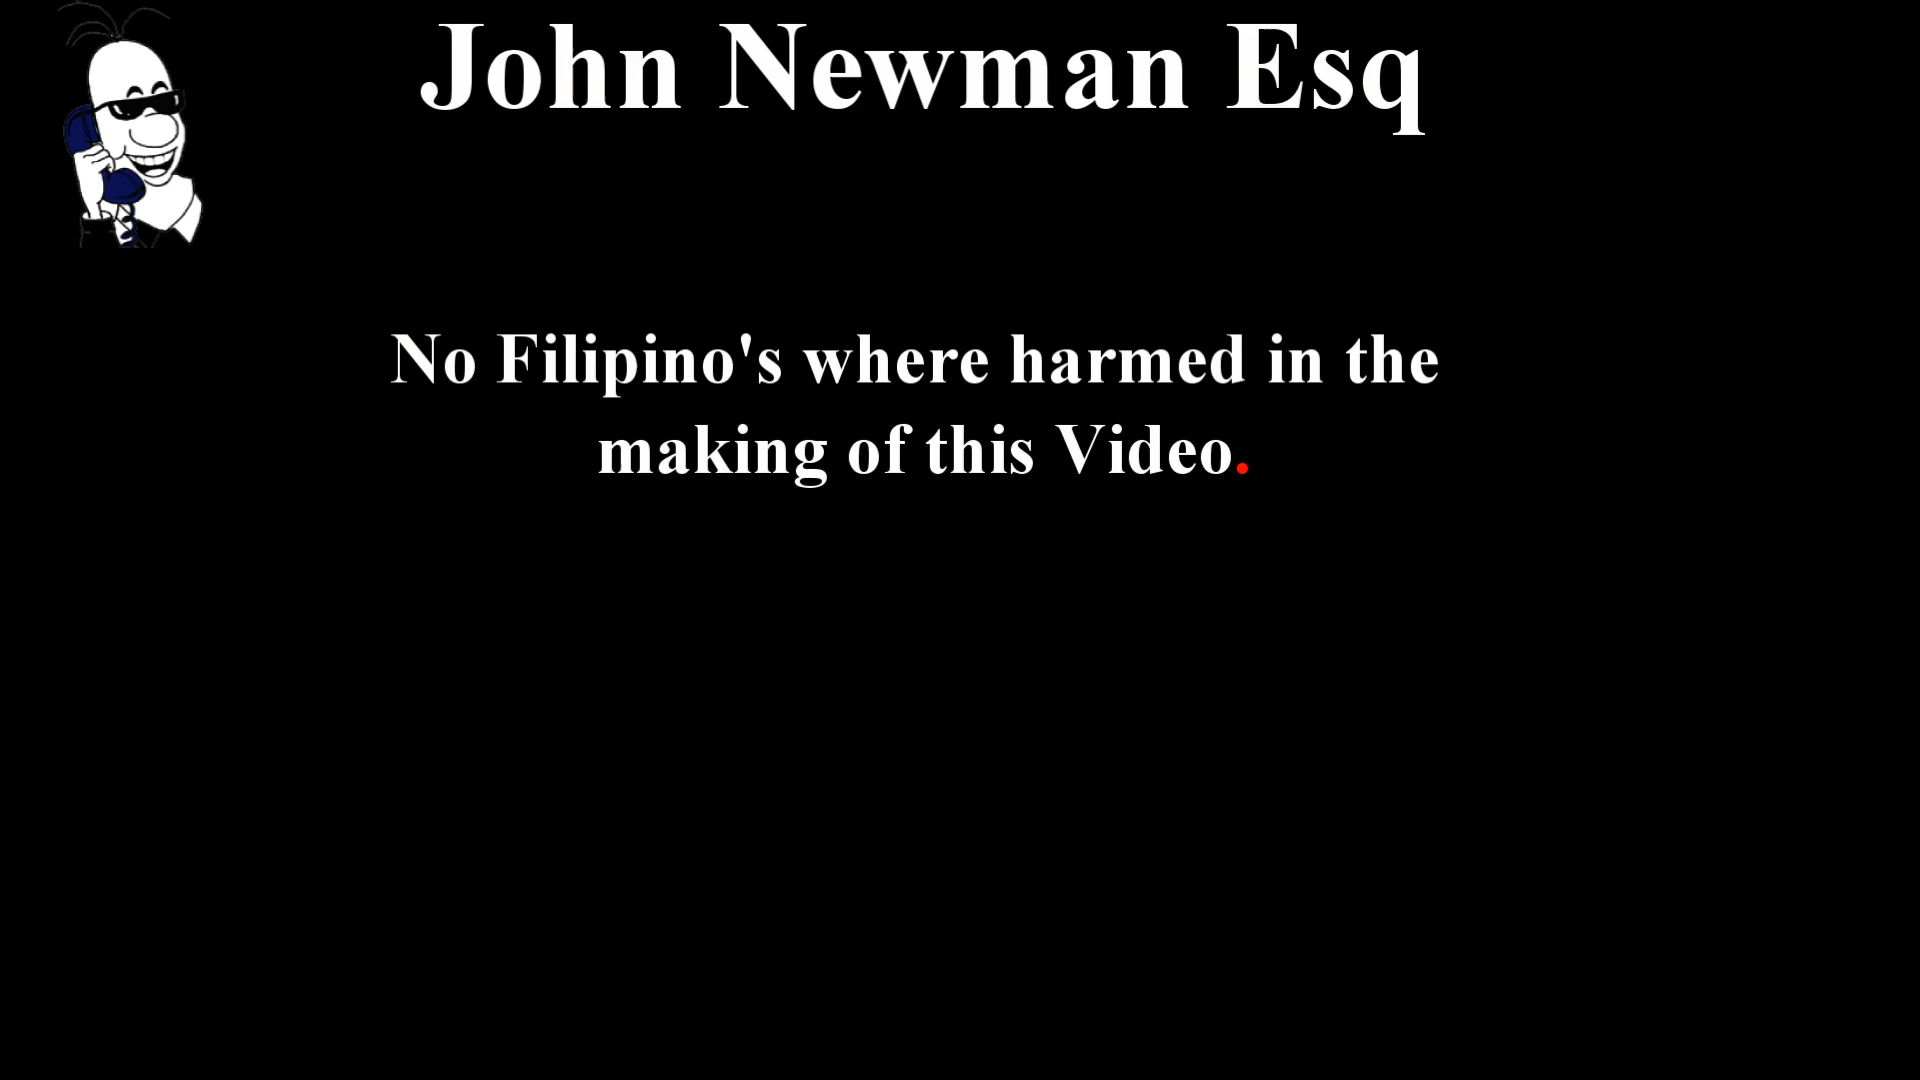 John Newman Esq
No Filipino's where harmed in the
making of this Video.